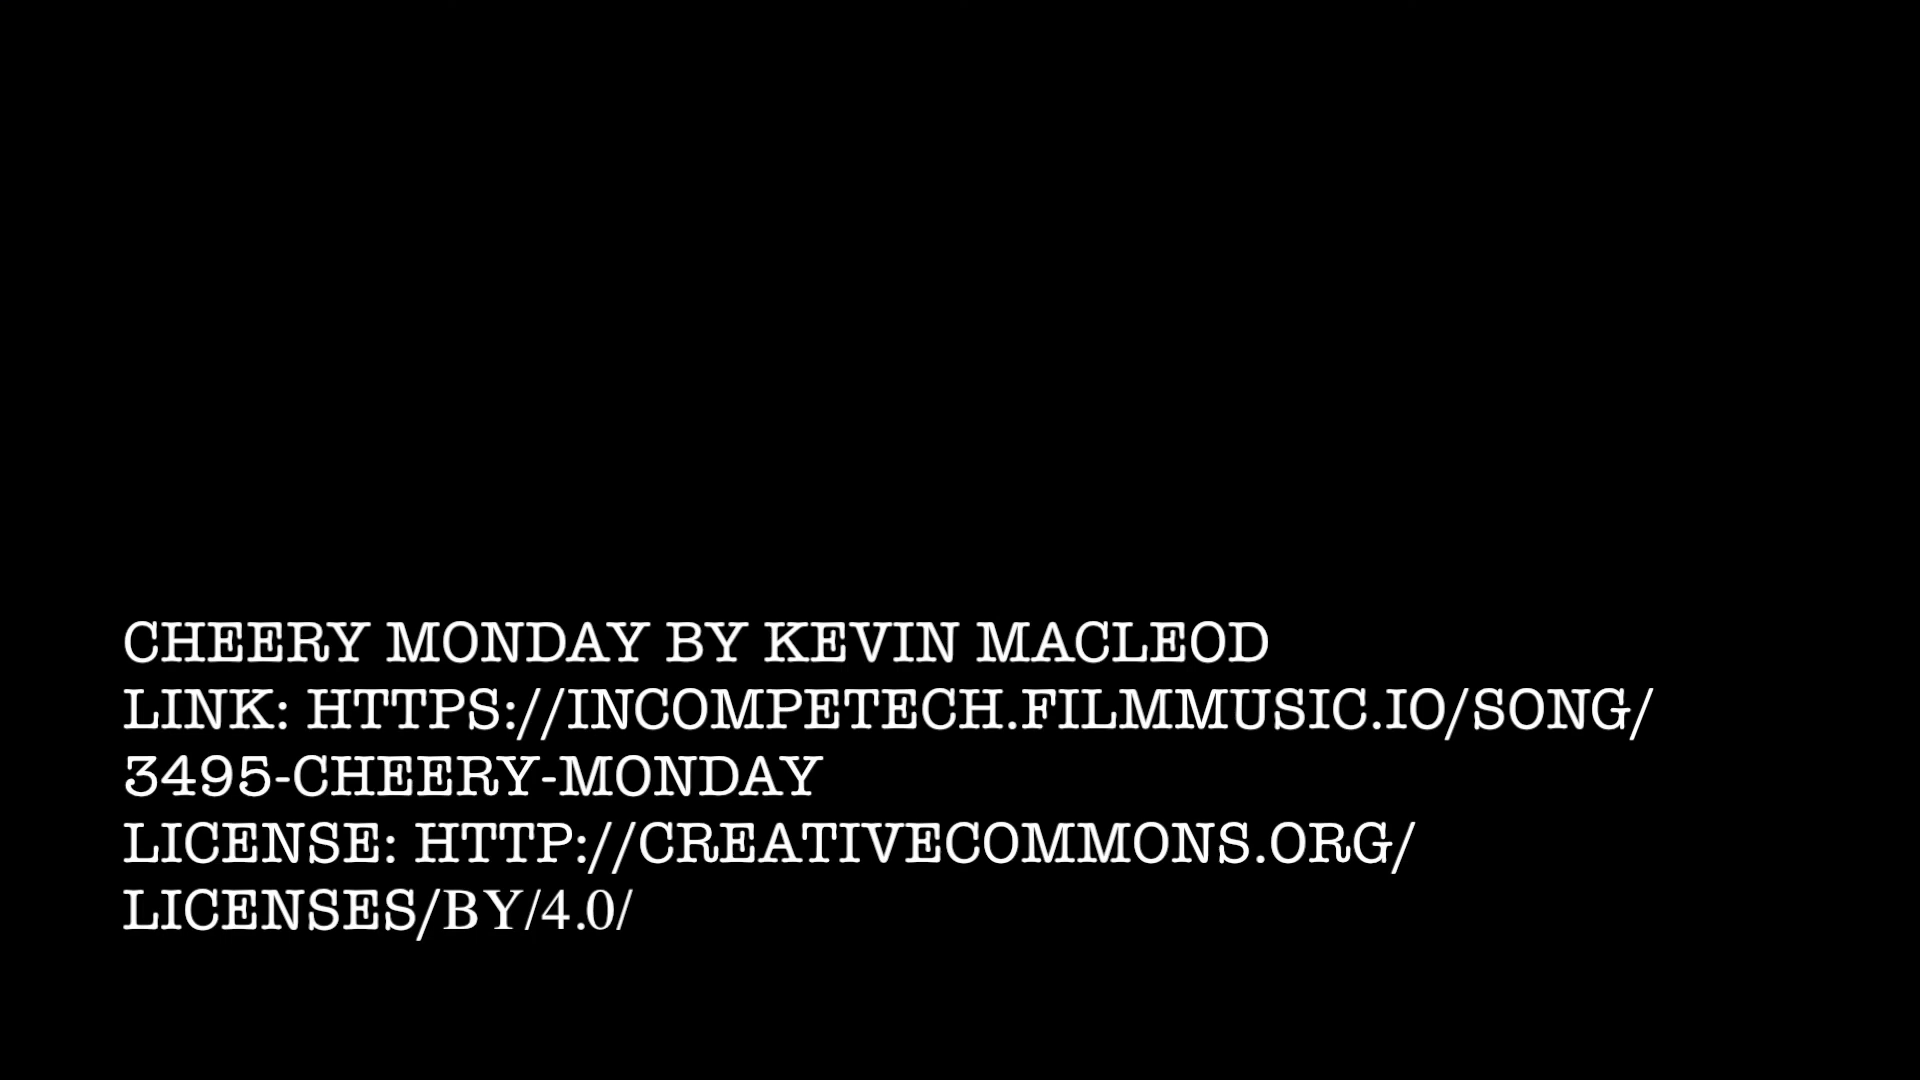 CHEERY MONDAY BY KEVIN MACLEOD
LINK: HTTPS://INCOMPETECH.FILMMUSIC.IO/SONG/
3495-CHEERY-MONDAY
LICENSE: HTTP://CREATIVECOMMONS.ORG/
LICENSES/BY/4.0/